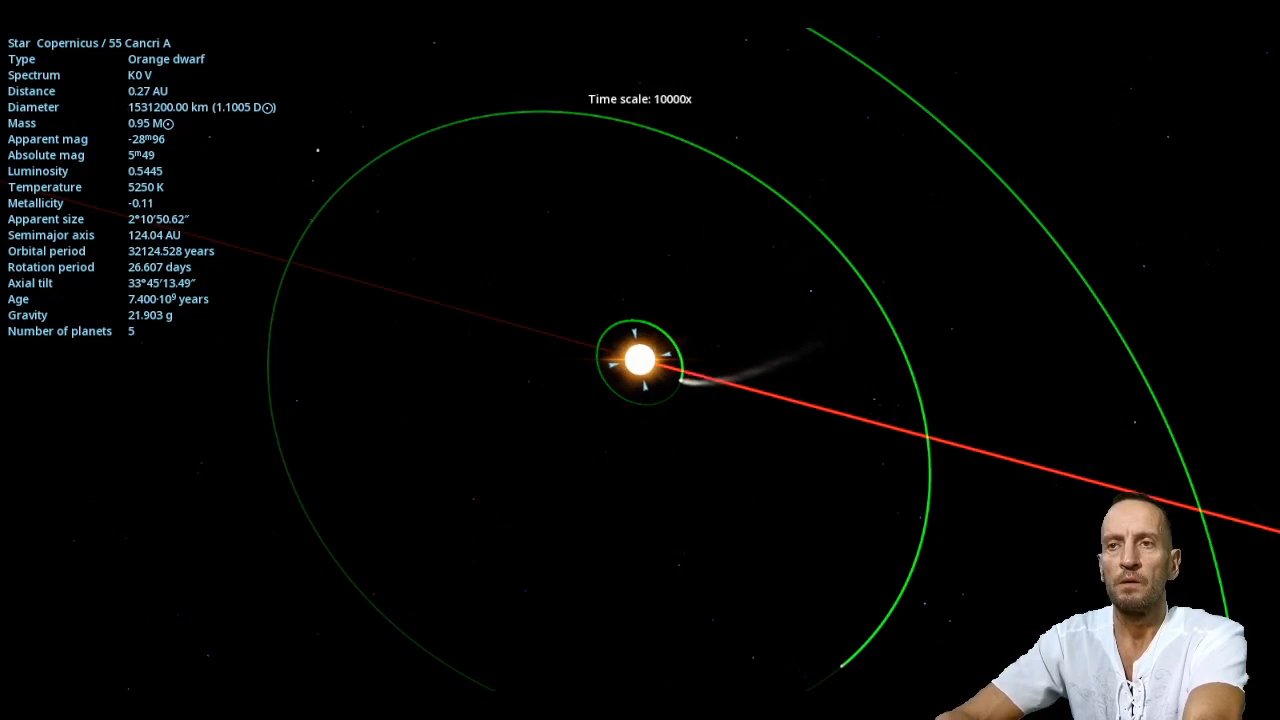 Star Copernicus / 55 Cancri A
Type Orange dwarf
Spectrum K0 V
Distance 0.27 AU
Diameter 1531200.00 km (1.1005 D☉)
Mass 0.95 M☉
Apparent mag -28ᵐ96
Absolute mag 5ᵐ49
Luminosity 0.5445
Temperature 5250 K
Metallicity -0.11
Apparent size 2°10′50.62″
Semimajor axis 124.04 AU
Orbital period 32124.528 years
Rotation period 26.607 days
Axial tilt 33°45′13.49″
Age 7.400·10⁹ years
Gravity 21.903 g
Number of planets 5
Time scale: 10000x